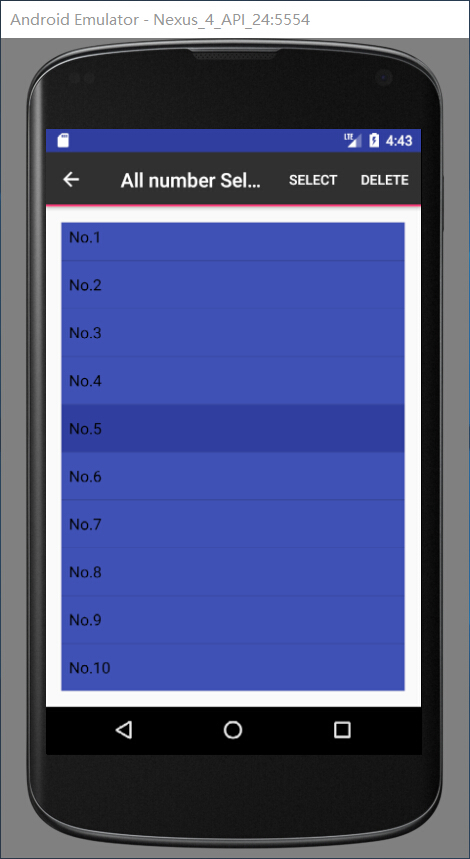 Android Emulator - Nexus_4_API_24:5554
LTE 4:43
All number Sel... SELECT DELETE
No.1
No.2
No.3
No.4
No.5
No.6
No.7
No.8
No.9
No.10